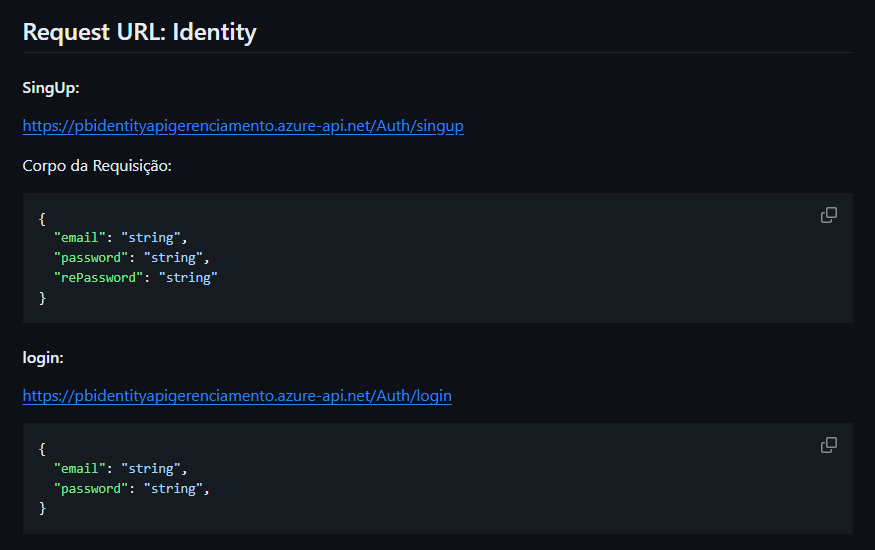 Request URL: Identity
SingUp:
https://pbidentityapigerenciamento.azure-api.net/Auth/singup
Corpo da Requisição:
{
"email": "string",
"password": "string",
"rePassword": "string"
}
login:
https://pbidentityapigerenciamento.azure-api.net/Auth/login
{
"email": "string",
"password": "string",
}